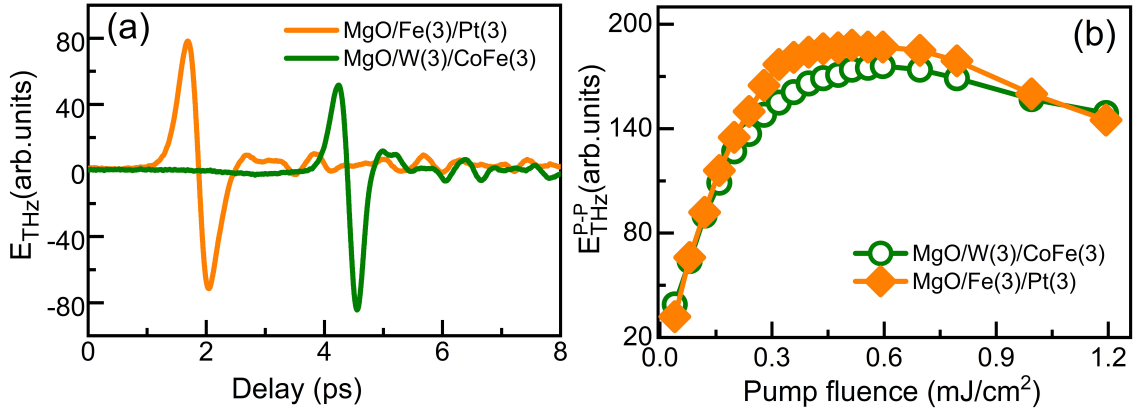 (a)
MgO/Fe(3)/Pt(3)
MgO/W(3)/CoFe(3)
80
40
0
-40
-80
E_THz(arb.units)
0 2 4 6 8
Delay (ps)
(b)
200
140
80
20
E^P-P_THz(arb.units)
MgO/W(3)/CoFe(3)
MgO/Fe(3)/Pt(3)
0.0 0.3 0.6 0.9 1.2
Pump fluence (mJ/cm²)